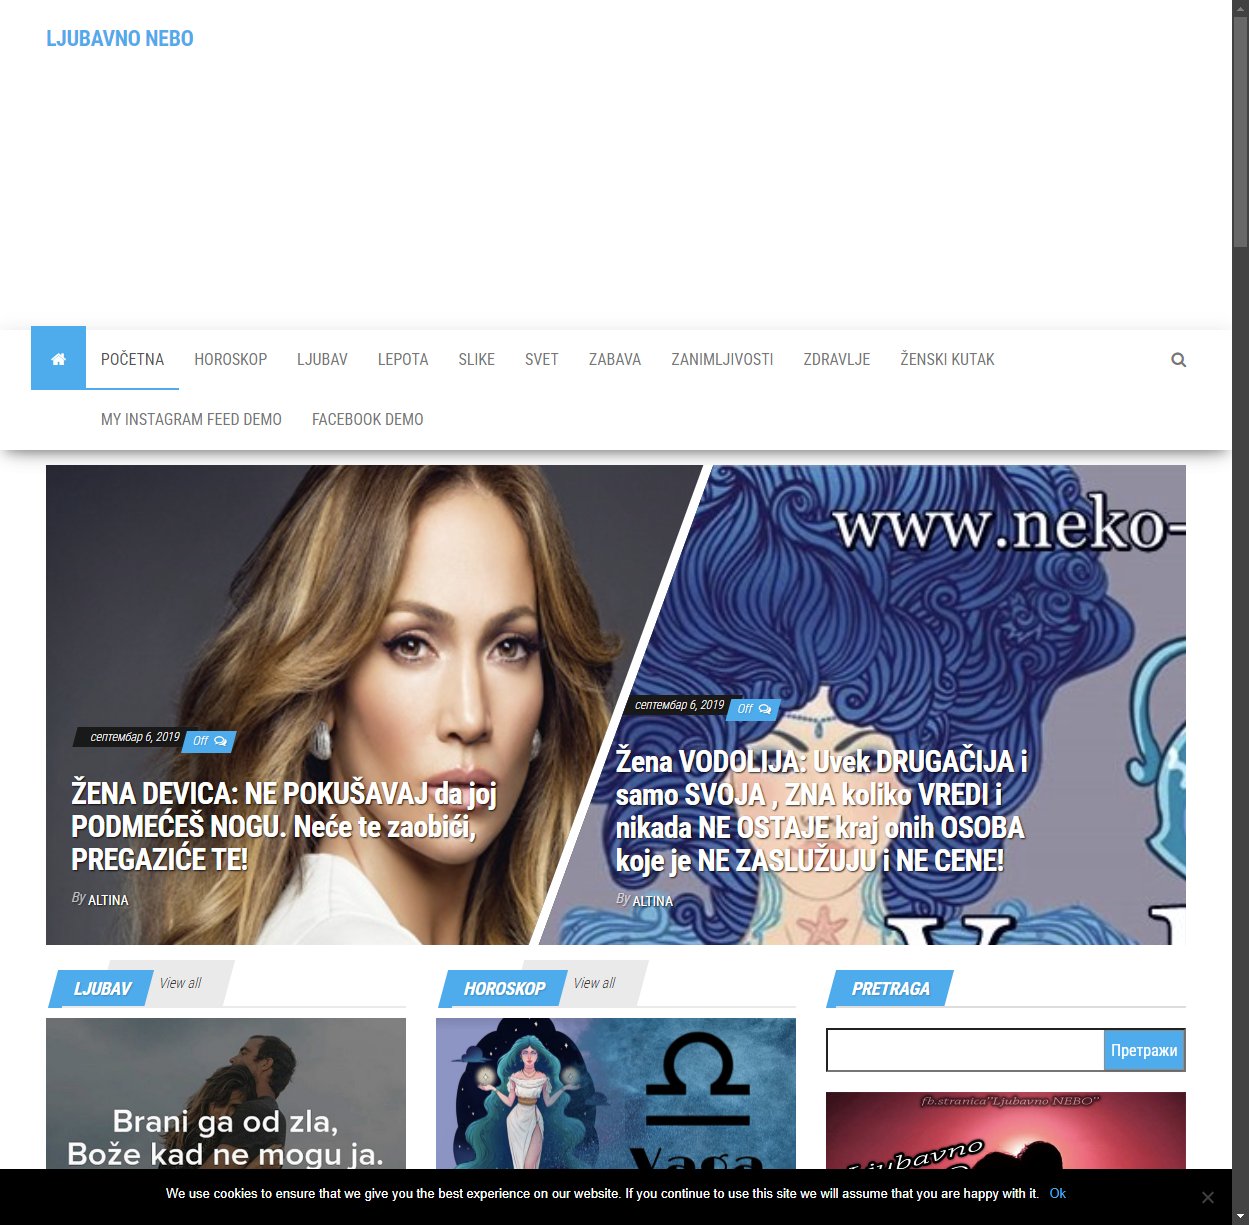 LJUBAVNO NEBO
POČETNA
HOROSKOP
LJUBAV
LEPOTA
SLIKE
SVET
ZABAVA
ZANIMLJIVOSTI
ZDRAVLJE
ŽENSKI KUTAK
MY INSTAGRAM FEED DEMO
FACEBOOK DEMO
www.neko-
септембар 6, 2019
Off
ŽENA DEVICA: NE POKUŠAVAJ da joj
PODMEĆEŠ NOGU. Neće te zaobići,
PREGAZIĆE TE!
By ALTINA
септембар 6, 2019
Off
Žena VODOLIJA: Uvek DRUGAČIJA i
samo SVOJA , ZNA koliko VREDI i
nikada NE OSTAJE kraj onih OSOBA
koje je NE ZASLUŽUJU i NE CENE!
By ALTINA
LJUBAV
View all
HOROSKOP
View all
PRETRAGA
Претражи
Brani ga od zla,
Bože kad ne mogu ja.
Vaga
fb.stranica"Ljubavno NEBO"
Ljubavno
We use cookies to ensure that we give you the best experience on our website. If you continue to use this site we will assume that you are happy with it.
Ok